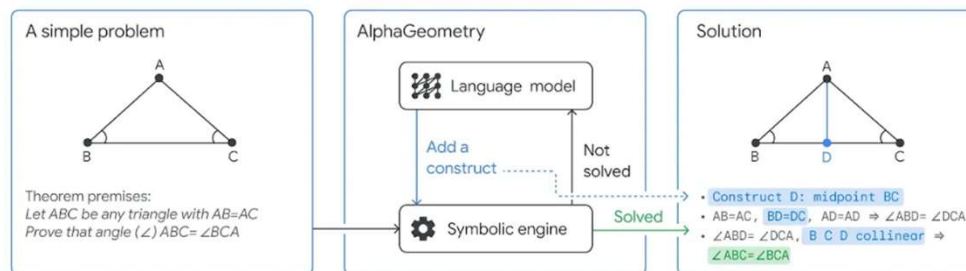 A simple problem
A
B
C
Theorem premises:
Let ABC be any triangle with AB=AC
Prove that angle (∠) ABC= ∠BCA
AlphaGeometry
Language model
Add a
construct
Not
solved
Symbolic engine
Solved
Solution
A
B
D
C
• Construct D: midpoint BC
• AB=AC, BD=DC, AD=AD ⇒ ∠ABD= ∠DCA
• ∠ABD= ∠DCA, B C D collinear ⇒
∠ABC=∠BCA